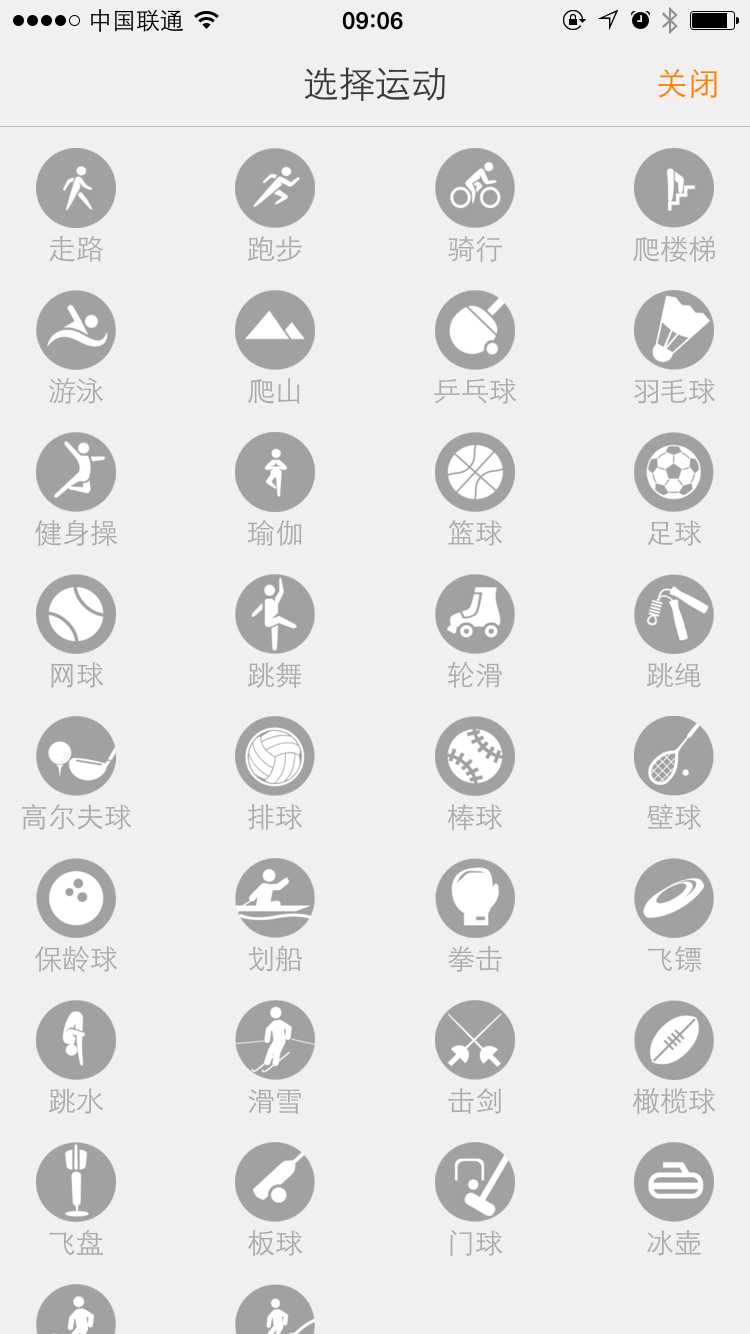 中国联通
09:06
选择运动
关闭
走路
跑步
骑行
爬楼梯
游泳
爬山
乒乓球
羽毛球
健身操
瑜伽
篮球
足球
网球
跳舞
轮滑
跳绳
高尔夫球
排球
棒球
壁球
保龄球
划船
拳击
飞镖
跳水
滑雪
击剑
橄榄球
飞盘
板球
门球
冰壶